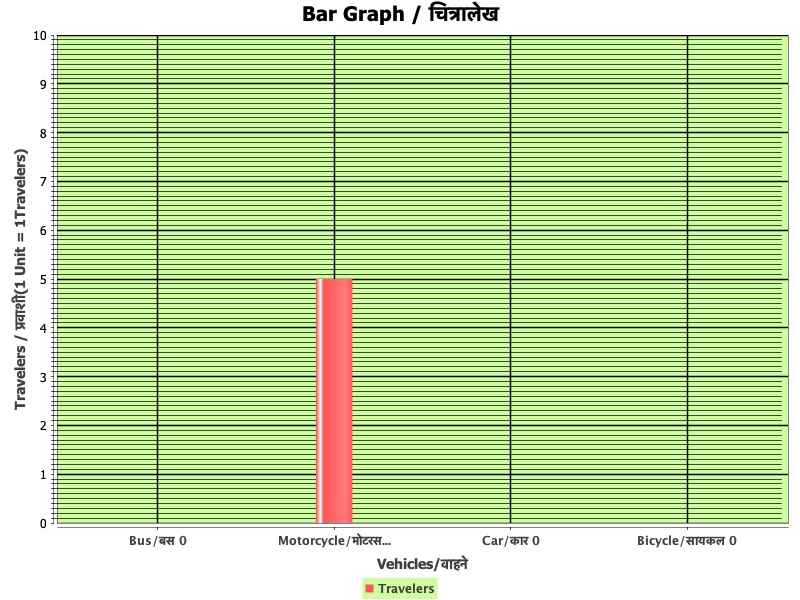 Bar Graph / चित्रालेख
Travelers / प्रवाशी(1 Unit = 1Travelers)
10
9
8
7
6
5
4
3
2
1
0
Bus/बस 0 Motorcycle/मोटरस... Car/कार 0 Bicycle/सायकल 0
Vehicles/वाहने
Travelers